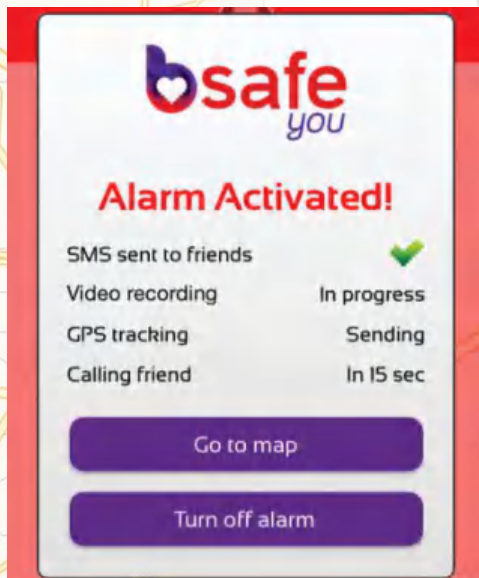 bsafe
you
Alarm Activated!
SMS sent to friends
Video recording In progress
GPS tracking Sending
Calling friend In 15 sec
Go to map
Turn off alarm